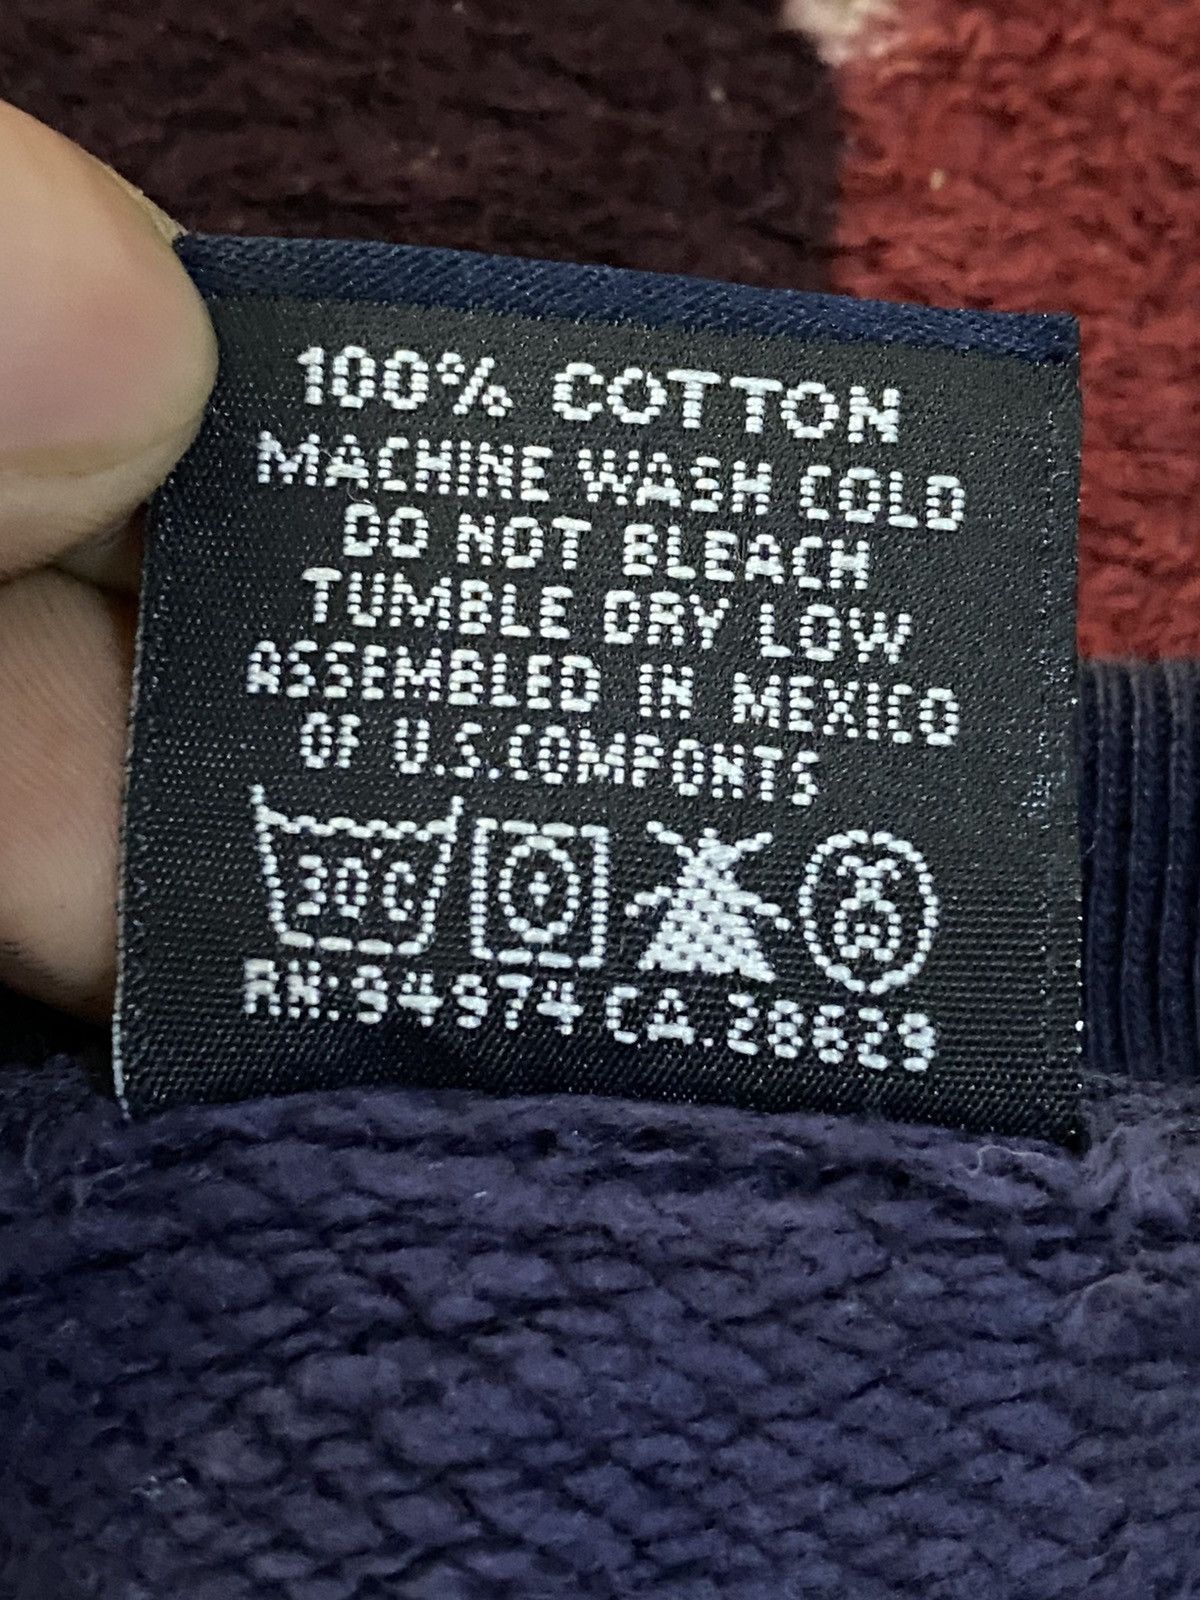 100% COTTON
MACHINE WASH COLD
DO NOT BLEACH
TUMBLE DRY LOW
ASSEMBLED IN MEXICO
OF U.S.COMPONTS
30°C
RN:94974 CA.28829